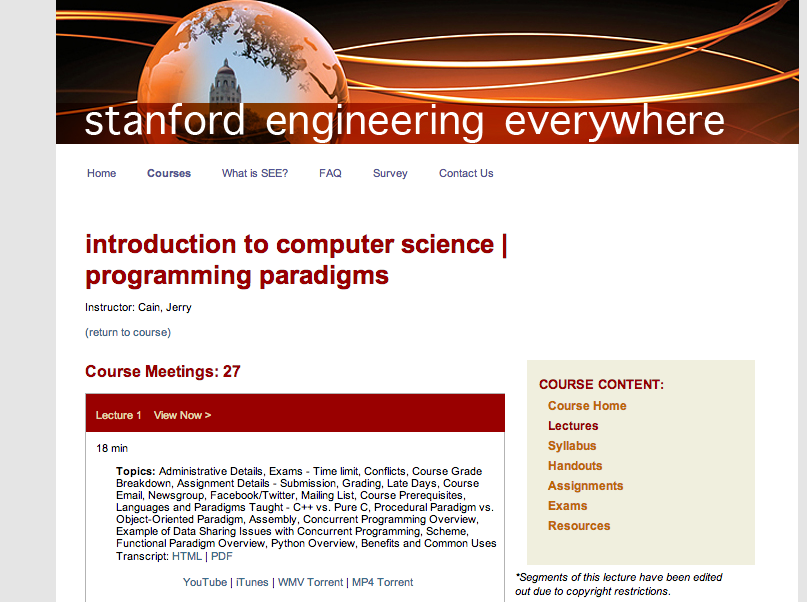 stanford engineering everywhere
Home Courses What is SEE? FAQ Survey Contact Us
introduction to computer science |
programming paradigms
Instructor: Cain, Jerry
(return to course)
Course Meetings: 27
Lecture 1 View Now >
18 min
Topics: Administrative Details, Exams - Time limit, Conflicts, Course Grade
Breakdown, Assignment Details - Submission, Grading, Late Days, Course
Email, Newsgroup, Facebook/Twitter, Mailing List, Course Prerequisites,
Languages and Paradigms Taught - C++ vs. Pure C, Procedural Paradigm vs.
Object-Oriented Paradigm, Assembly, Concurrent Programming Overview,
Example of Data Sharing Issues with Concurrent Programming, Scheme,
Functional Paradigm Overview, Python Overview, Benefits and Common Uses
Transcript: HTML | PDF
YouTube | iTunes | WMV Torrent | MP4 Torrent
COURSE CONTENT:
Course Home
Lectures
Syllabus
Handouts
Assignments
Exams
Resources
*Segments of this lecture have been edited
out due to copyright restrictions.